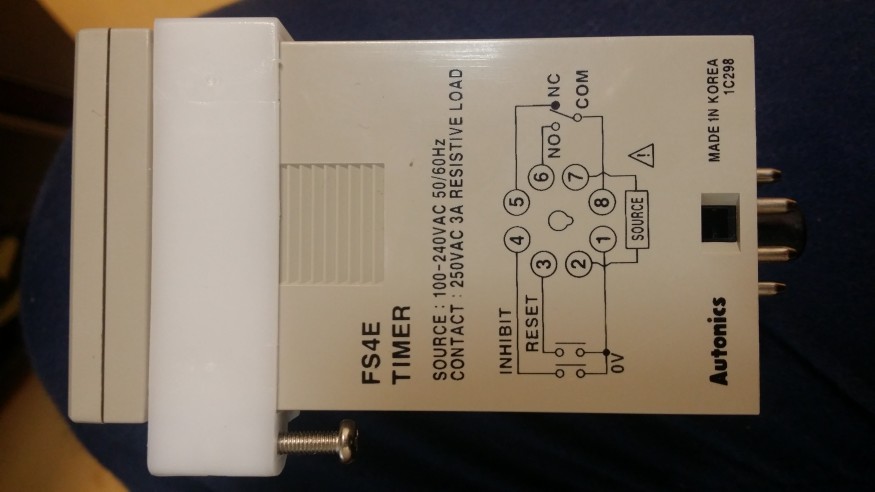 FS4E
TIMER
SOURCE : 100-240VAC 50/60Hz
CONTACT : 250VAC 3A RESISTIVE LOAD
INHIBIT
RESET
0V
4
5
3
6
2
7
1
8
NO
NC
COM
SOURCE
Autonics
MADE IN KOREA
1C298